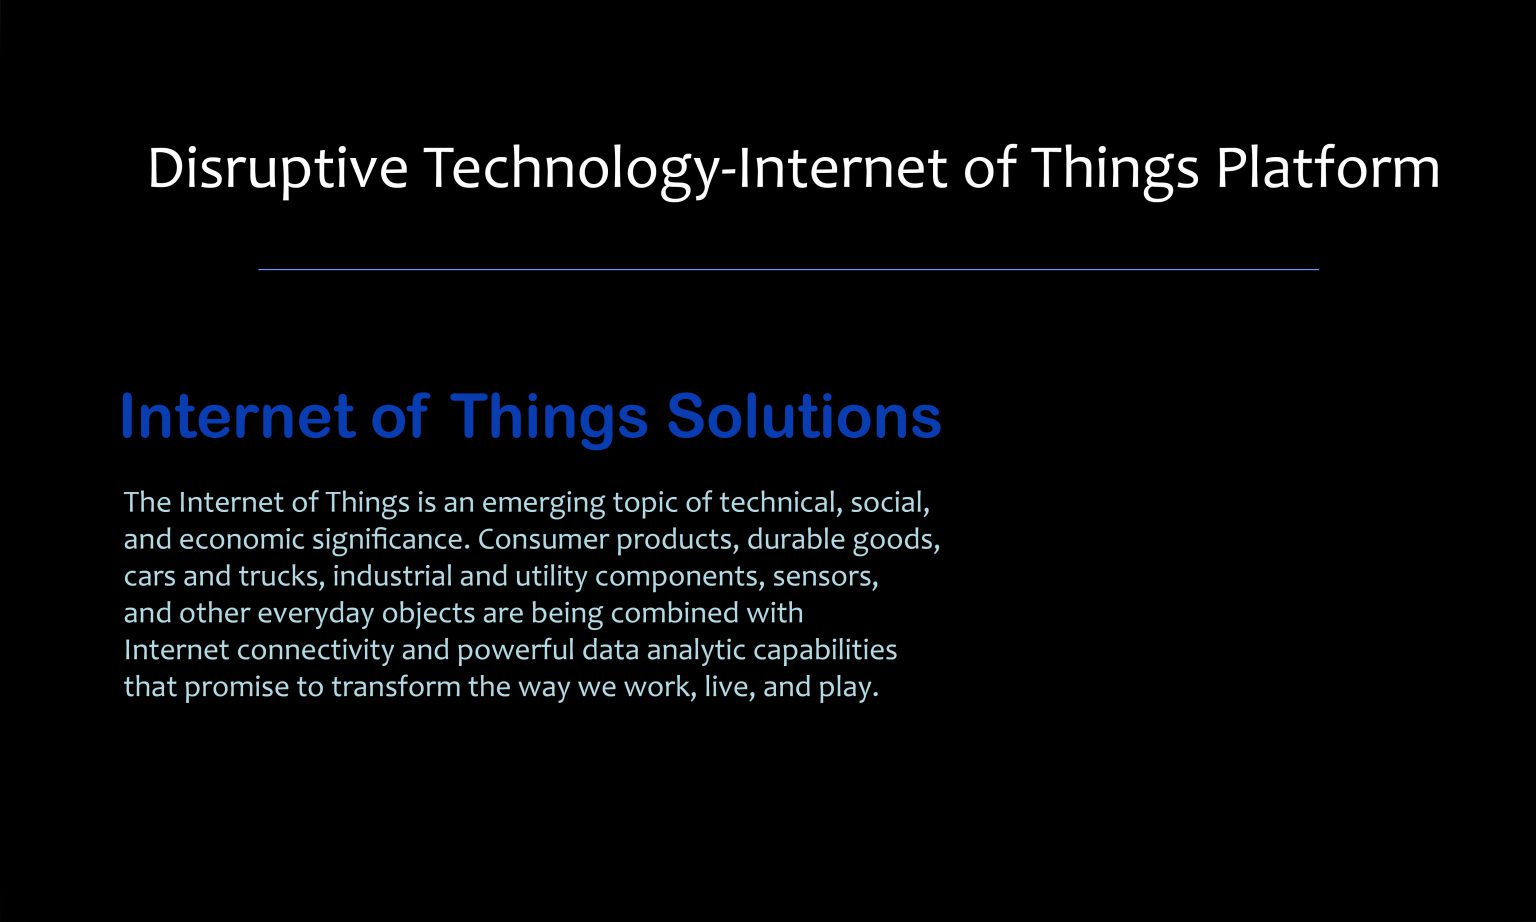 Disruptive Technology-Internet of Things Platform
Internet of Things Solutions
The Internet of Things is an emerging topic of technical, social,
and economic significance. Consumer products, durable goods,
cars and trucks, industrial and utility components, sensors,
and other everyday objects are being combined with
Internet connectivity and powerful data analytic capabilities
that promise to transform the way we work, live, and play.